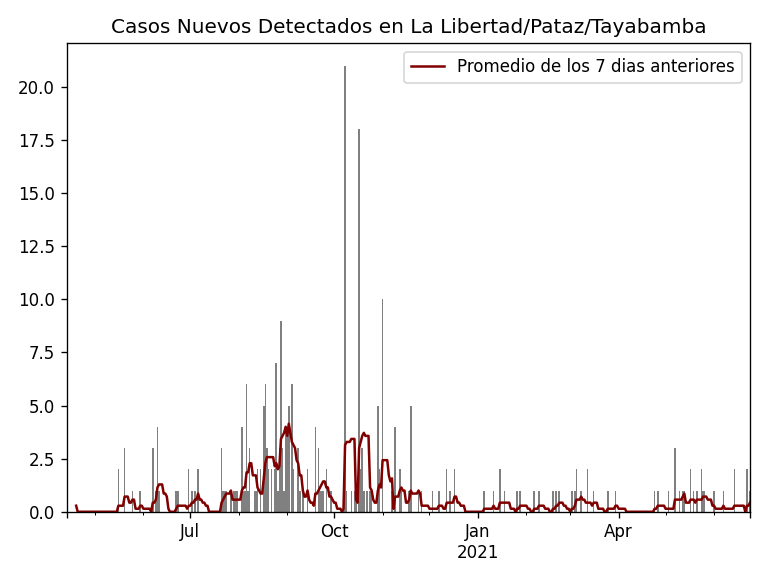 Casos Nuevos Detectados en La Libertad/Pataz/Tayabamba
Promedio de los 7 dias anteriores
20.0
17.5
15.0
12.5
10.0
7.5
5.0
2.5
0.0
Jul
Oct
Jan
2021
Apr